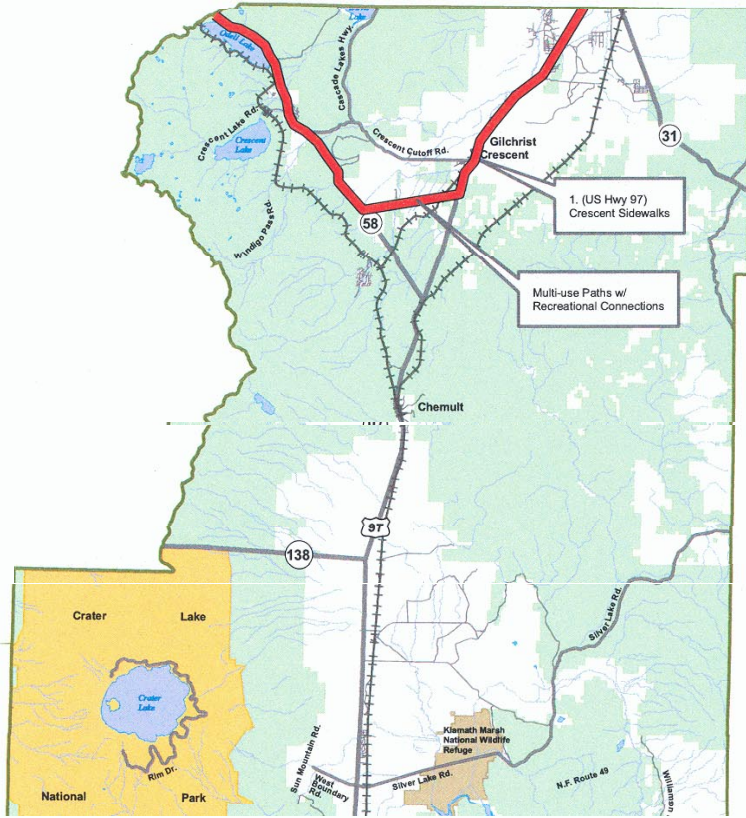 Odell Lake
Cascade Lakes Hwy.
Crescent Lake Rd.
Crescent
Lake
Crescent Cutoff Rd.
Gilchrist
Crescent
31
1. (US Hwy 97)
Crescent Sidewalks
Windigo Pass Rd.
58
Multi-use Paths w/
Recreational Connections
Chemult
97
138
Crater Lake
Silver Lake Rd.
Crater
Lake
Klamath Marsh
National Wildlife
Refuge
Sun Mountain Rd.
Rim Dr.
West
Boundary
Rd.
Silver Lake Rd.
N.F. Route 49
National Park